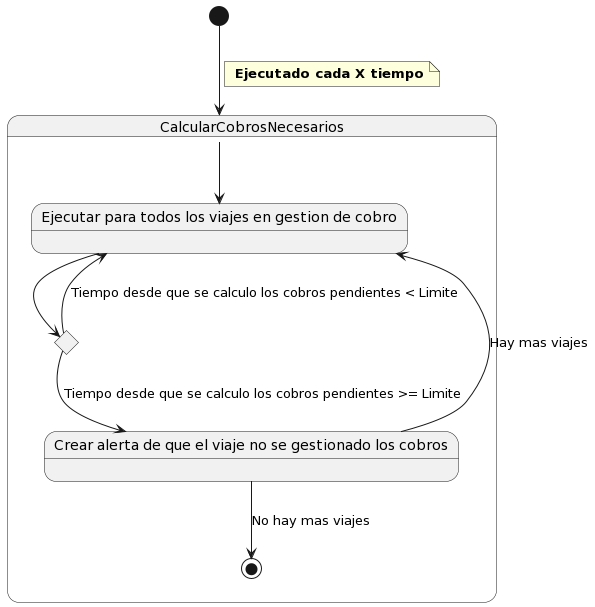 Ejecutado cada X tiempo
CalcularCobrosNecesarios
Ejecutar para todos los viajes en gestion de cobro
Tiempo desde que se calculo los cobros pendientes < Limite
Hay mas viajes
Tiempo desde que se calculo los cobros pendientes >= Limite
Crear alerta de que el viaje no se gestionado los cobros
No hay mas viajes